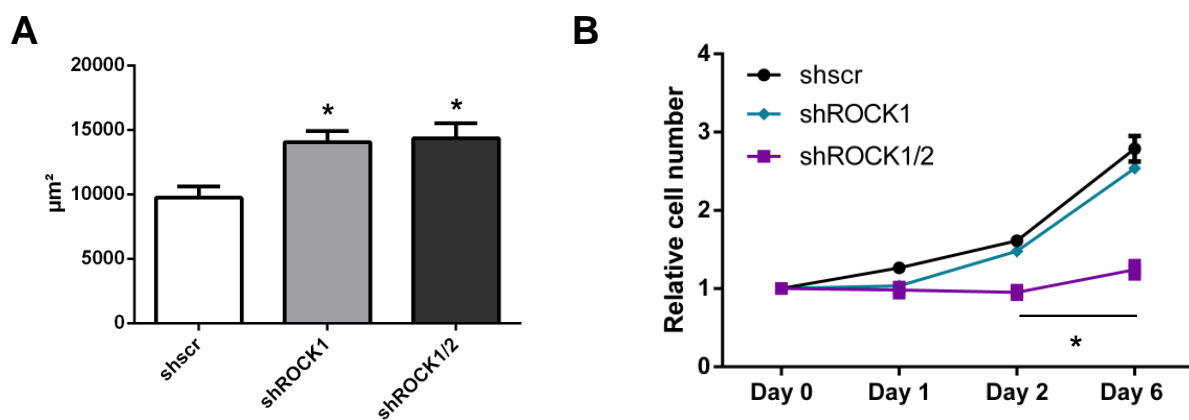 A
20000
15000
10000
5000
0
µm²
*
*
shscr
shROCK1
shROCK1/2
B
4
3
2
1
0
Relative cell number
shscr
shROCK1
shROCK1/2
*
Day 0
Day 1
Day 2
Day 6